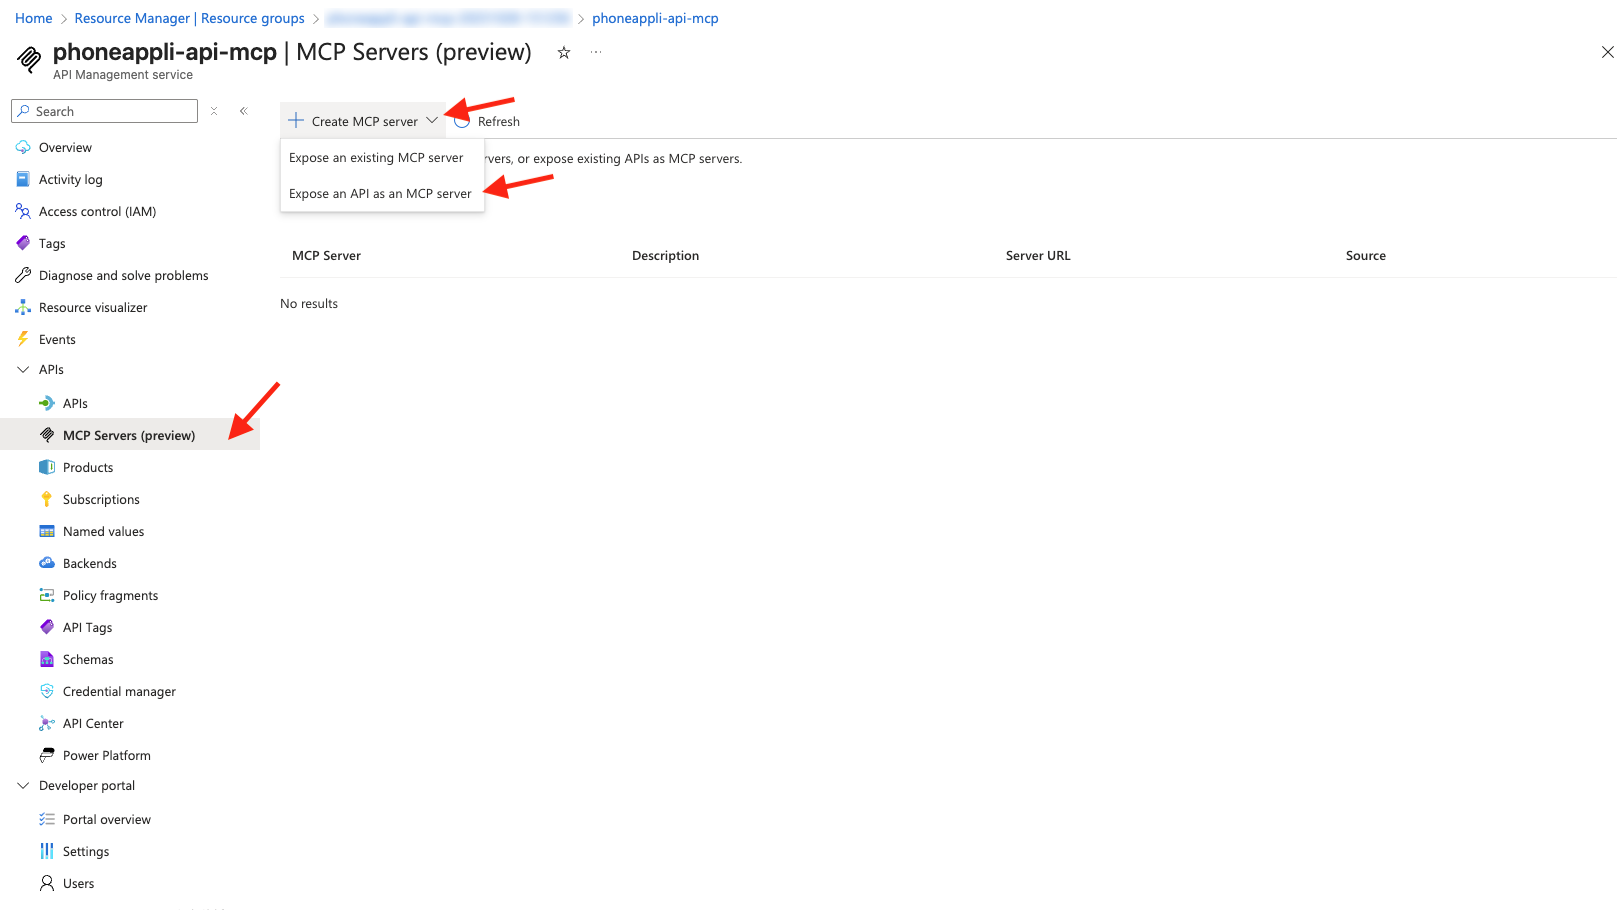 Home > Resource Manager | Resource groups > > phoneappli-api-mcp
phoneappli-api-mcp | MCP Servers (preview)
API Management service
Search
Create MCP server
Refresh
Expose an existing MCP server
rvers, or expose existing APIs as MCP servers.
Expose an API as an MCP server
MCP Server Description Server URL Source
No results
Overview
Activity log
Access control (IAM)
Tags
Diagnose and solve problems
Resource visualizer
Events
APIs
APIs
MCP Servers (preview)
Products
Subscriptions
Named values
Backends
Policy fragments
API Tags
Schemas
Credential manager
API Center
Power Platform
Developer portal
Portal overview
Settings
Users